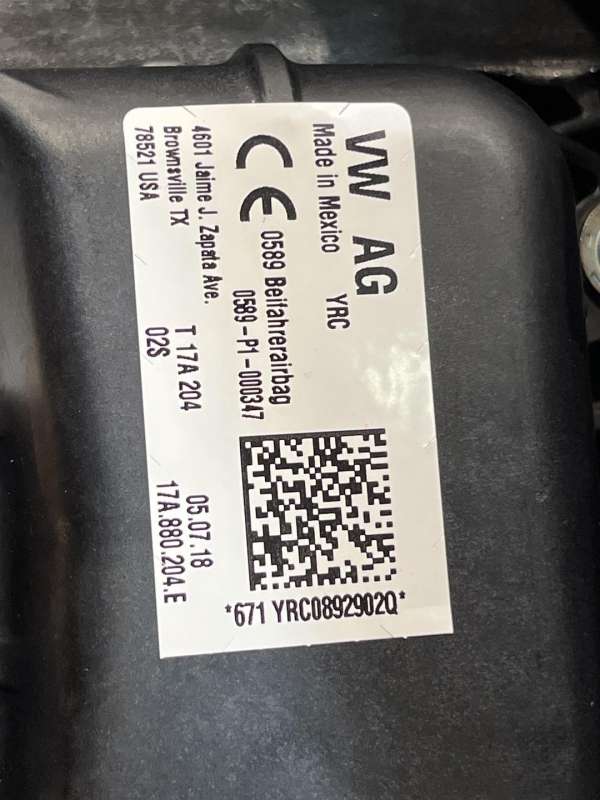 VW AG
Made in Mexico YRC
CE 0589 Beifahrerairbag
0589-P1-000347
4601 Jaime J. Zapata Ave.
Brownsville TX
78521 USA
T 17A 204
02S
05.07.18
17A.880.204.E
*671 YRC0892902Q*